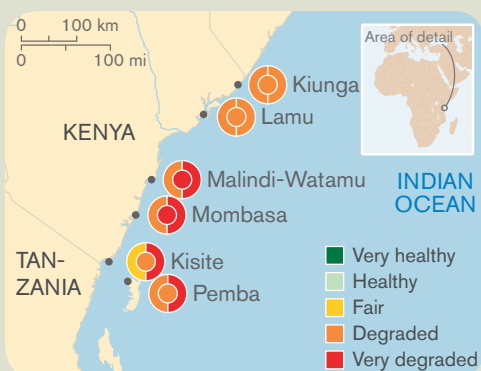 0 100 km
0 100 mi
Area of detail
Kiunga
Lamu
KENYA
Malindi-Watamu
INDIAN
OCEAN
Mombasa
TAN-
ZANIA
Kisite
Pemba
Very healthy
Healthy
Fair
Degraded
Very degraded